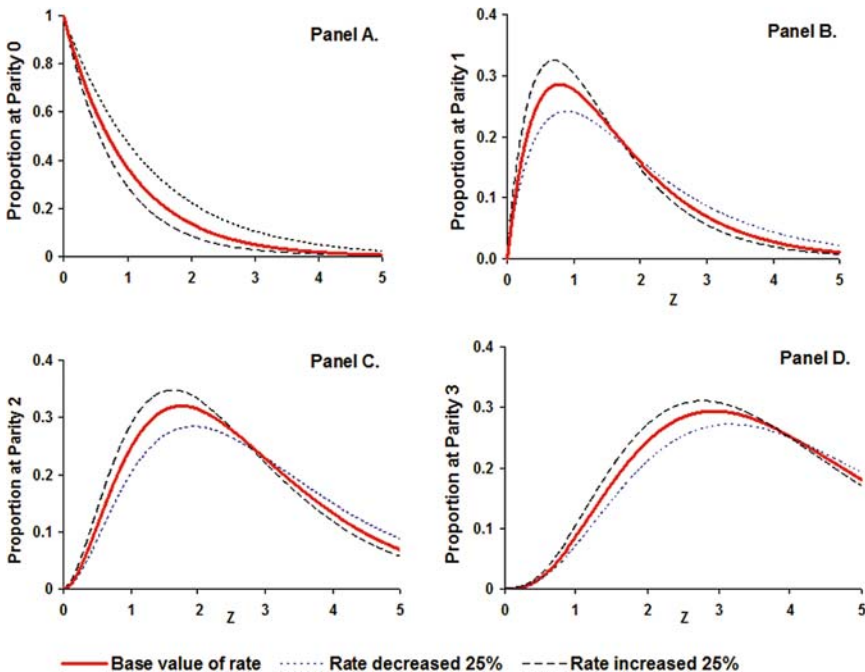 Panel A.
Proportion at Parity 0
1
0.8
0.6
0.4
0.2
0
0 1 2 3 4 5
Panel B.
Proportion at Parity 1
0.4
0.3
0.2
0.1
0.0
0 1 2 3 4 5
Z
Panel C.
Proportion at Parity 2
0.4
0.3
0.2
0.1
0
0 1 2 3 4 5
Z
Panel D.
Proportion at Parity 3
0.4
0.3
0.2
0.1
0
0 1 2 3 4 5
Z
Base value of rate Rate decreased 25% Rate increased 25%